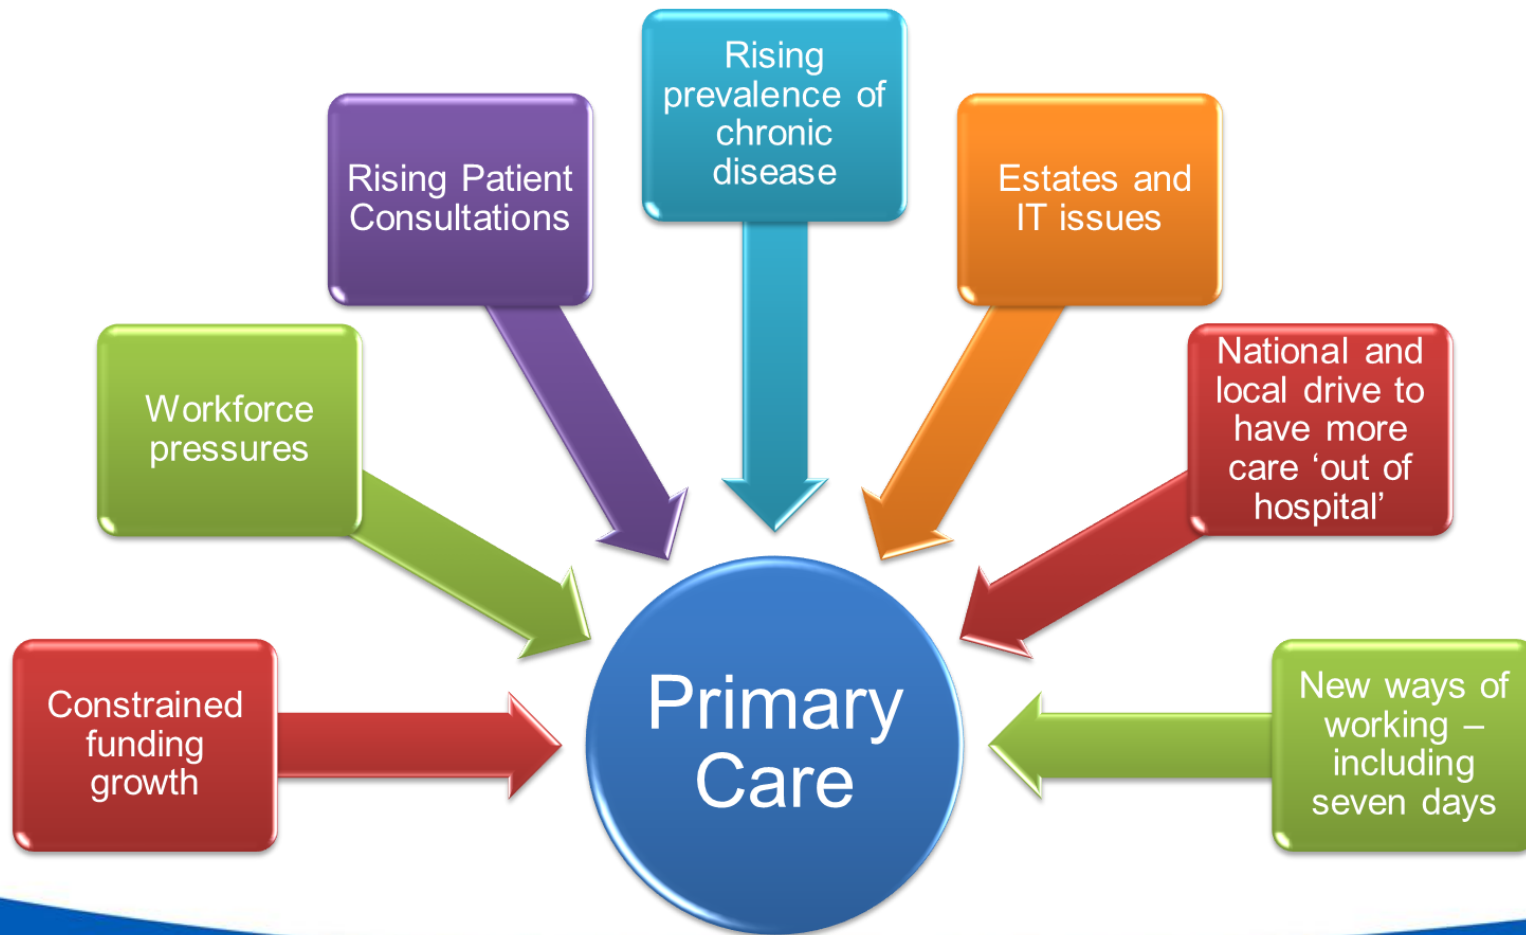 Rising
prevalence of
chronic
disease
Rising Patient
Consultations
Estates and
IT issues
Workforce
pressures
National and
local drive to
have more
care ‘out of
hospital’
Constrained
funding
growth
Primary
Care
New ways of
working –
including
seven days